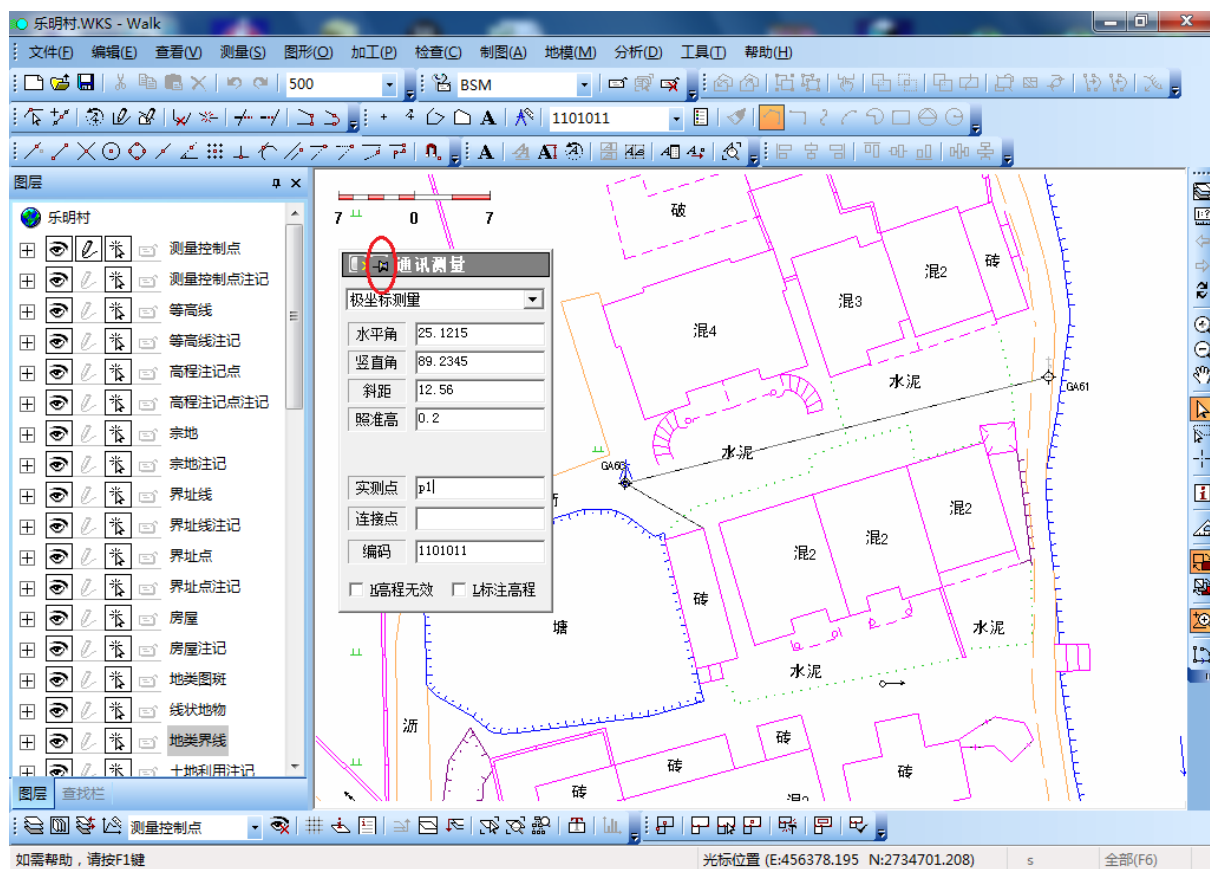 乐明村.WKS - Walk
文件(F) 编辑(E) 查看(V) 测量(S) 图形(O) 加工(P) 检查(C) 制图(A) 地模(M) 分析(D) 工具(T) 帮助(H)
500 BSM
1101011
图层
乐明村
测量控制点
测量控制点注记
等高线
等高线注记
高程注记点
高程注记点注记
宗地
宗地注记
界址线
界址线注记
界址点
界址点注记
房屋
房屋注记
地类图斑
线状地物
地类界线
土地利用注记
图层 查找栏
7 0 7
通讯测量
极坐标测量
水平角 25.1215
竖直角 89.2345
斜距 12.56
照准高 0.2
实测点 p1
连接点
编码 1101011
H高程无效 L标注高程
破
混2 砖
混3
混4
水泥
GA61
水泥
GA60
混2
混2
混2
砖
塘
水泥
水泥
沥
砖
砖
砖
砖
测量控制点
如需帮助，请按F1键 光标位置 (E:456378.195 N:2734701.208) s 全部(F6)